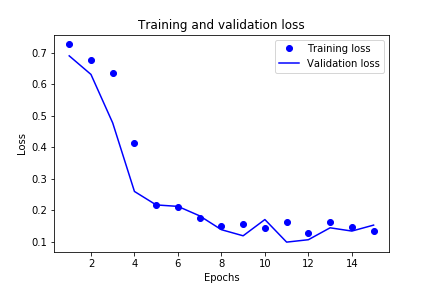 Training and validation loss
Training loss
Validation loss
0.7
0.6
0.5
0.4
0.3
0.2
0.1
Loss
2 4 6 8 10 12 14
Epochs